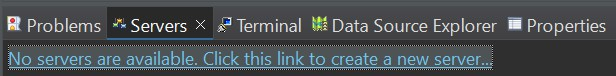 Problems Servers Terminal Data Source Explorer Properties
No servers are available. Click this link to create a new server...